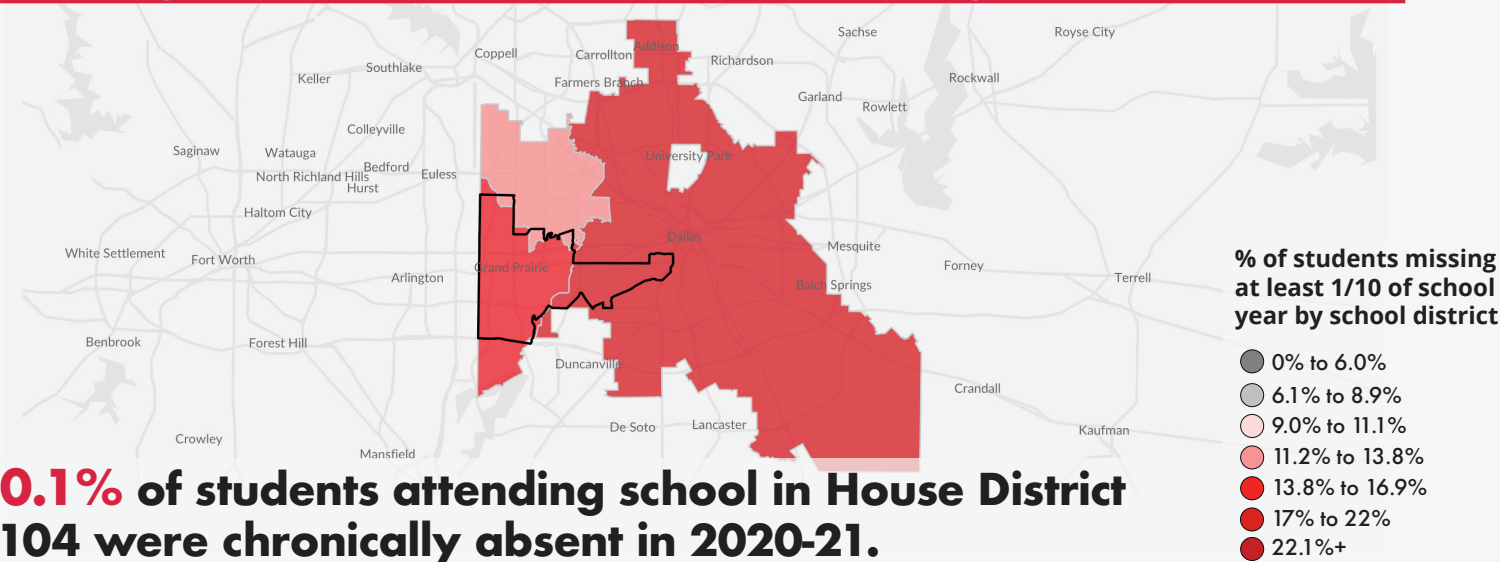 Addison
Sachse
Royse City
Coppell
Carrollton
Richardson
Southlake
Keller
Farmers Branch
Rockwall
Garland
Rowlett
Colleyville
Saginaw
Watauga
University Park
Bedford
North Richland Hills
Euless
Hurst
Haltom City
Dallas
White Settlement
Fort Worth
Mesquite
Grand Prairie
Arlington
Forney
Terrell
Balch Springs
Benbrook
Forest Hill
Duncanville
Crandall
De Soto
Lancaster
Kaufman
Crowley
Mansfield
% of students missing
at least 1/10 of school
year by school district
0% to 6.0%
6.1% to 8.9%
9.0% to 11.1%
11.2% to 13.8%
13.8% to 16.9%
17% to 22%
22.1%+
0.1% of students attending school in House District
104 were chronically absent in 2020-21.